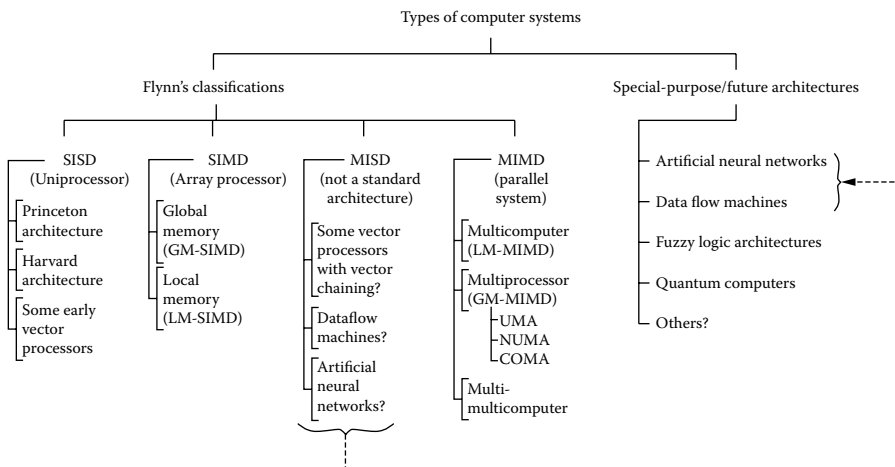 Types of computer systems
Flynn's classifications
Special-purpose/future architectures
SISD
(Uniprocessor)
Princeton
architecture
Harvard
architecture
Some early
vector
processors
SIMD
(Array processor)
Global
memory
(GM-SIMD)
Local
memory
(LM-SIMD)
MISD
(not a standard
architecture)
Some vector
processors
with vector
chaining?
Dataflow
machines?
Artificial
neural
networks?
MIMD
(parallel
system)
Multicomputer
(LM-MIMD)
Multiprocessor
(GM-MIMD)
UMA
NUMA
COMA
Multi-
multicomputer
Artificial neural networks
Data flow machines
Fuzzy logic architectures
Quantum computers
Others?